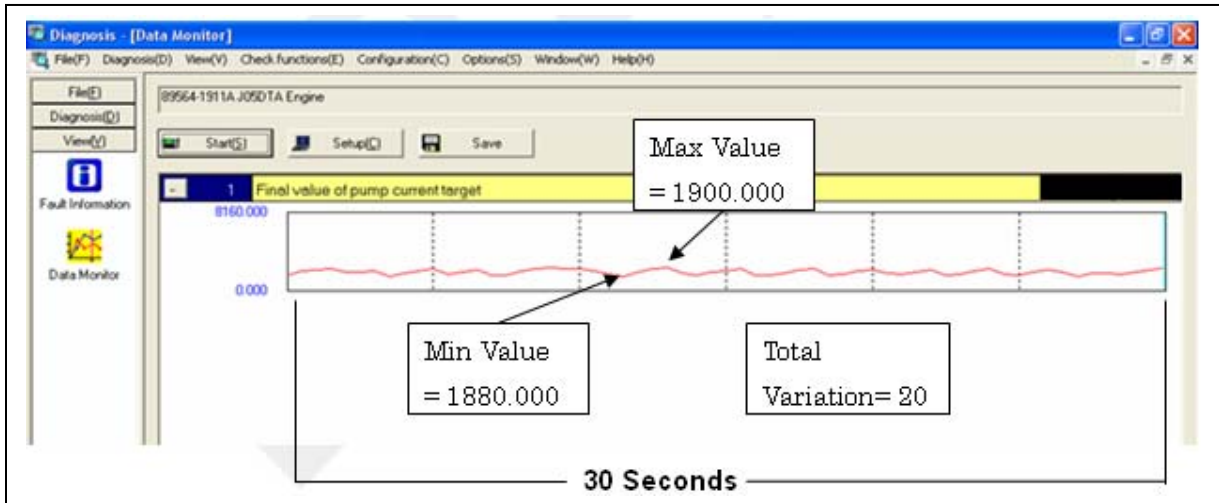 Diagnosis - [Data Monitor]
File(F) Diagnosis(D) View(V) Check functions(E) Configuration(C) Options(S) Window(W) Help(H)
File(F)
Diagnosis(D)
View(V)
Fault Information
Data Monitor
89564-1911A J05DTA Engine
Start(S) Setup(C) Save
- 1 Final value of pump current target
8160.000
0.000
Max Value
= 1900.000
Min Value
= 1880.000
Total
Variation= 20
30 Seconds